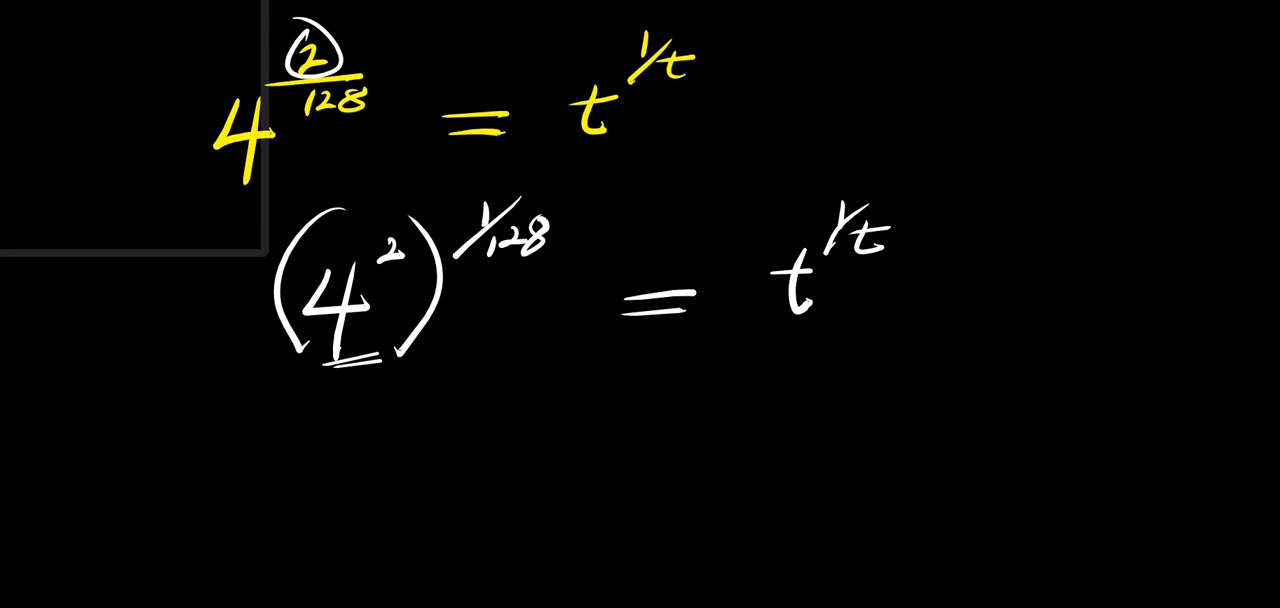 4^(2/128) = t^(1/t)
(4^2)^(1/128) = t^(1/t)